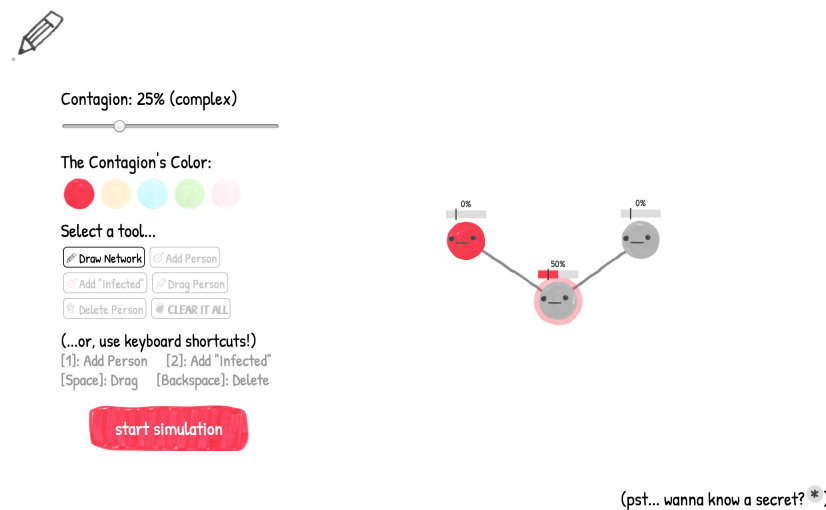 Contagion: 25% (complex)
The Contagion's Color:
Select a tool...
Draw Network
Add Person
Add "Infected"
Drag Person
Delete Person
CLEAR IT ALL
(...or, use keyboard shortcuts!)
[1]: Add Person [2]: Add "Infected"
[Space]: Drag [Backspace]: Delete
start simulation
0%
0%
50%
(pst... wanna know a secret?*)